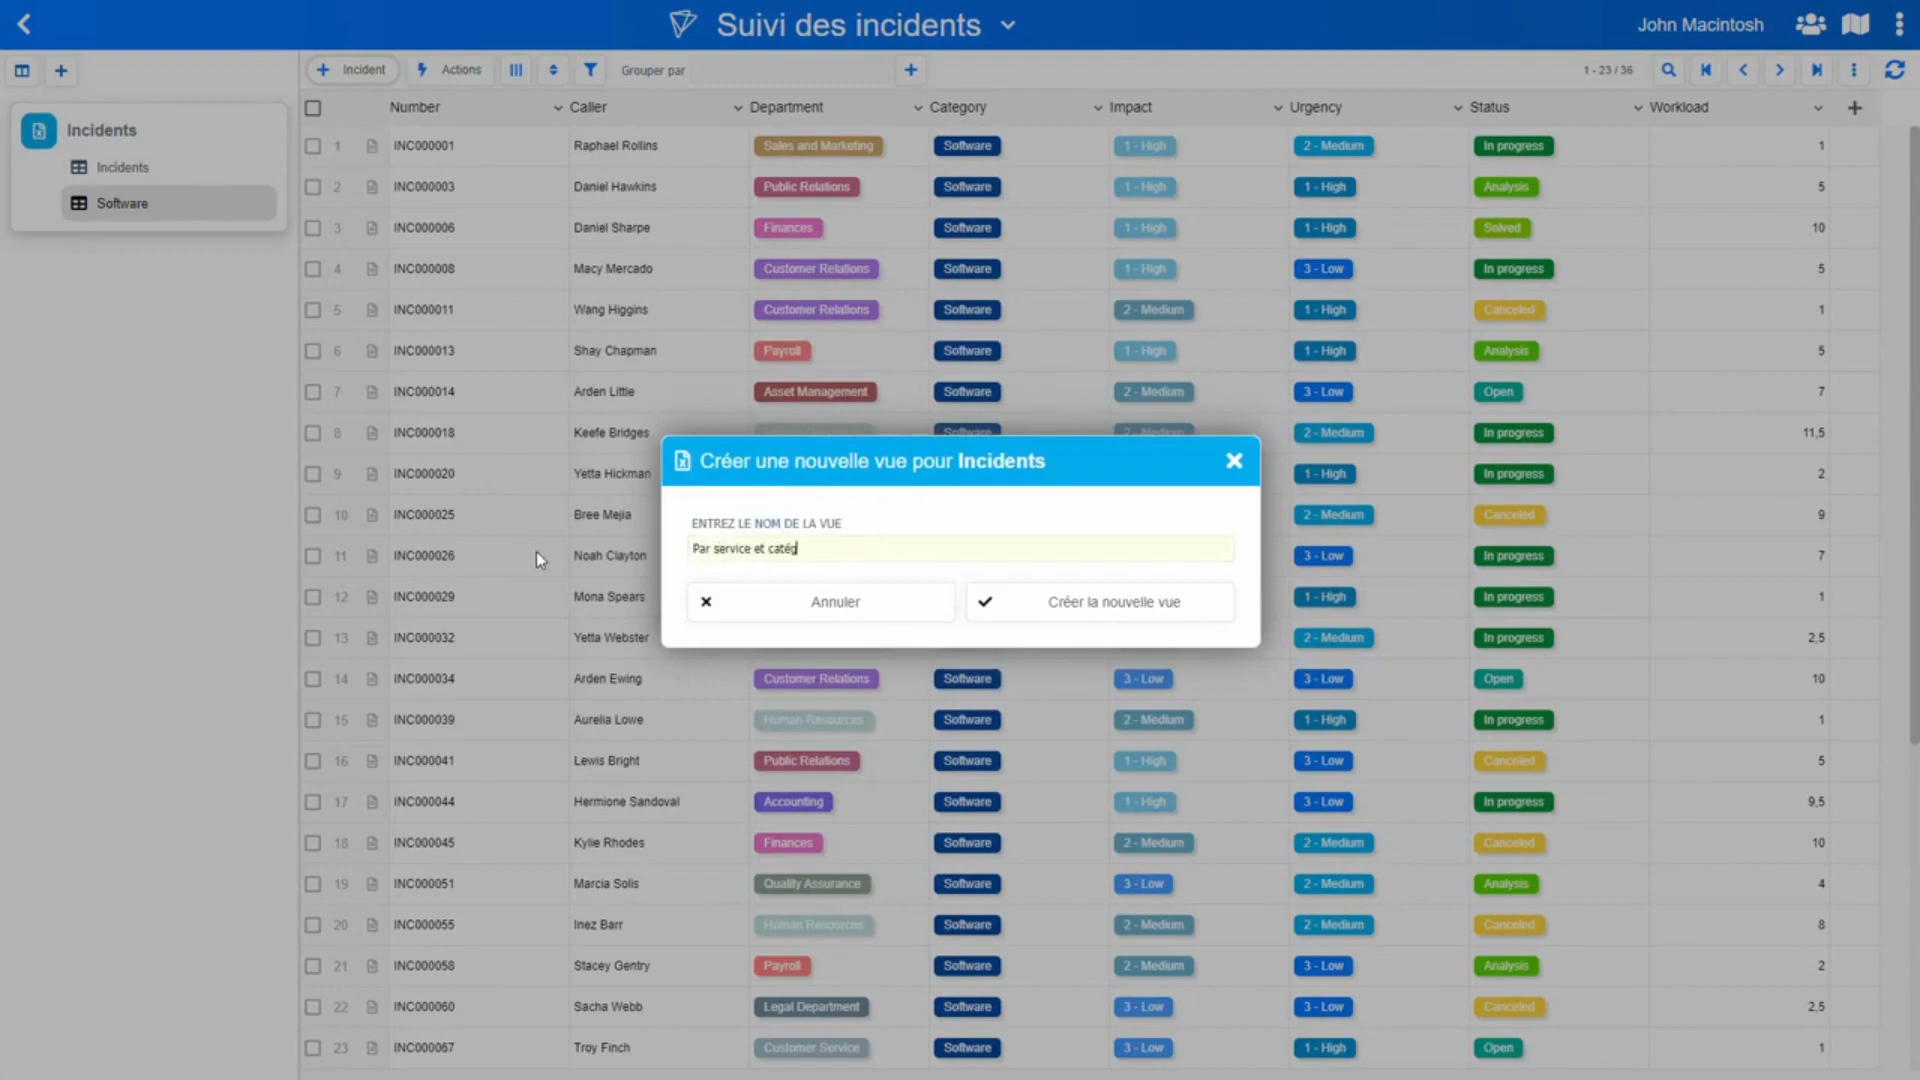 Suivi des incidents
John Macintosh
Incident Actions Grouper par 1 - 23 / 36
Incidents
Incidents
Software
Number Caller Department Category Impact Urgency Status Workload
1 INC000001 Raphael Rollins Sales and Marketing Software 1 - High 2 - Medium In progress 1
2 INC000003 Daniel Hawkins Public Relations Software 1 - High 1 - High Analysis 5
3 INC000006 Daniel Sharpe Finances Software 1 - High 1 - High Solved 10
4 INC000008 Macy Mercado Customer Relations Software 1 - High 3 - Low In progress 5
5 INC000011 Wang Higgins Customer Relations Software 2 - Medium 1 - High Canceled 1
6 INC000013 Shay Chapman Payroll Software 1 - High 1 - High Analysis 5
7 INC000014 Arden Little Asset Management Software 2 - Medium 3 - Low Open 7
8 INC000018 Keefe Bridges Software 2 - Medium 2 - Medium In progress 11,5
9 INC000020 Yetta Hickman 1 - High In progress 2
10 INC000025 Bree Mejia 2 - Medium Canceled 9
11 INC000026 Noah Clayton 3 - Low In progress 7
12 INC000029 Mona Spears 1 - High In progress 1
13 INC000032 Yetta Webster 2 - Medium In progress 2,5
14 INC000034 Arden Ewing Customer Relations Software 3 - Low 3 - Low Open 10
15 INC000039 Aurelia Lowe Human Resources Software 2 - Medium 1 - High In progress 1
16 INC000041 Lewis Bright Public Relations Software 1 - High 3 - Low Canceled 5
17 INC000044 Hermione Sandoval Accounting Software 1 - High 3 - Low In progress 9,5
18 INC000045 Kylie Rhodes Finances Software 2 - Medium 2 - Medium Canceled 10
19 INC000051 Marcia Solis Quality Assurance Software 3 - Low 2 - Medium Analysis 4
20 INC000055 Inez Barr Human Resources Software 2 - Medium 2 - Medium Canceled 8
21 INC000058 Stacey Gentry Payroll Software 2 - Medium 3 - Low Analysis 2
22 INC000060 Sacha Webb Legal Department Software 3 - Low 3 - Low Canceled 2,5
23 INC000067 Troy Finch Customer Service Software 3 - Low 1 - High Open 1
Créer une nouvelle vue pour Incidents
ENTREZ LE NOM DE LA VUE
Par service et catég
Annuler
Créer la nouvelle vue